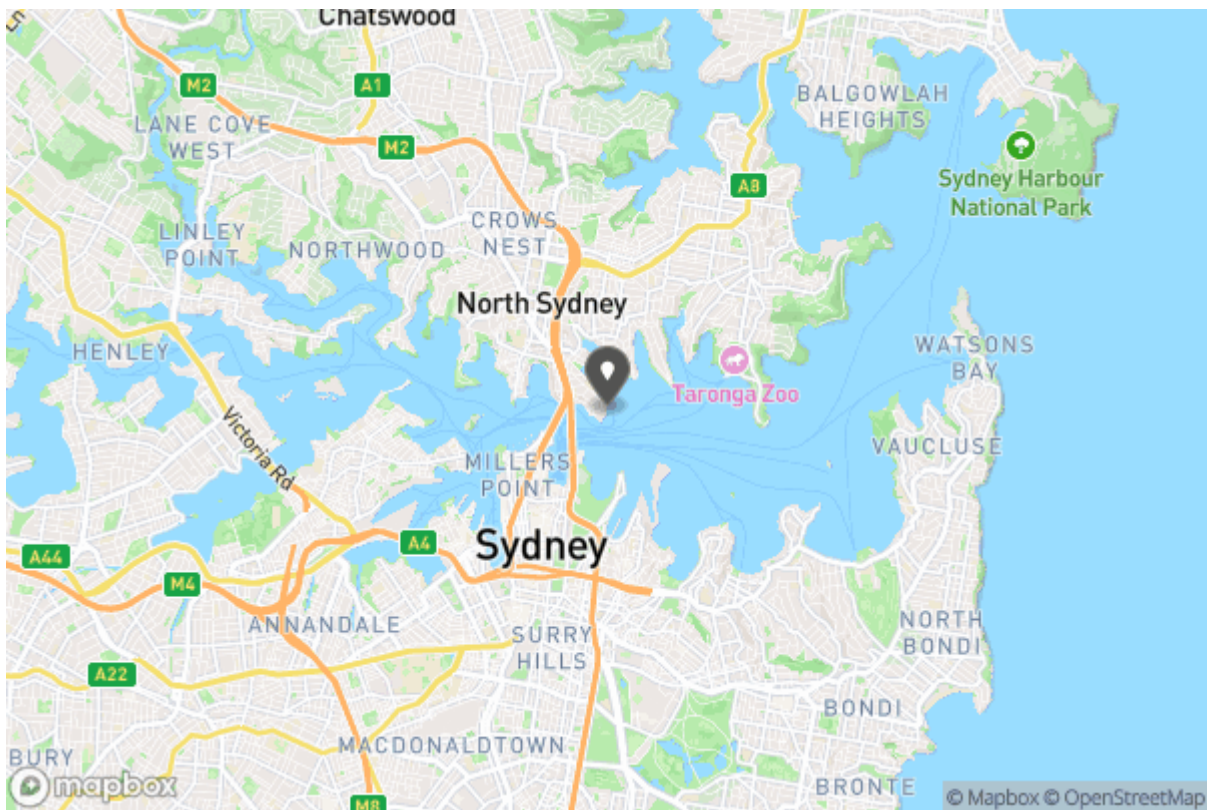 Chatswood
M2
A1
BALGOWLAH
HEIGHTS
LANE COVE
WEST
M2
Sydney Harbour
National Park
A8
CROWS
NEST
LINLEY
POINT
NORTHWOOD
North Sydney
HENLEY
WATSONS
BAY
Taronga Zoo
Victoria Rd
VAUCLUSE
MILLERS
POINT
Sydney
A4
A44
M4
ANNANDALE
SURRY
HILLS
NORTH
BONDI
A22
BONDI
MACDONALDTOWN
BURY
mapbox
BRONTE
M8
© Mapbox © OpenStreetMap